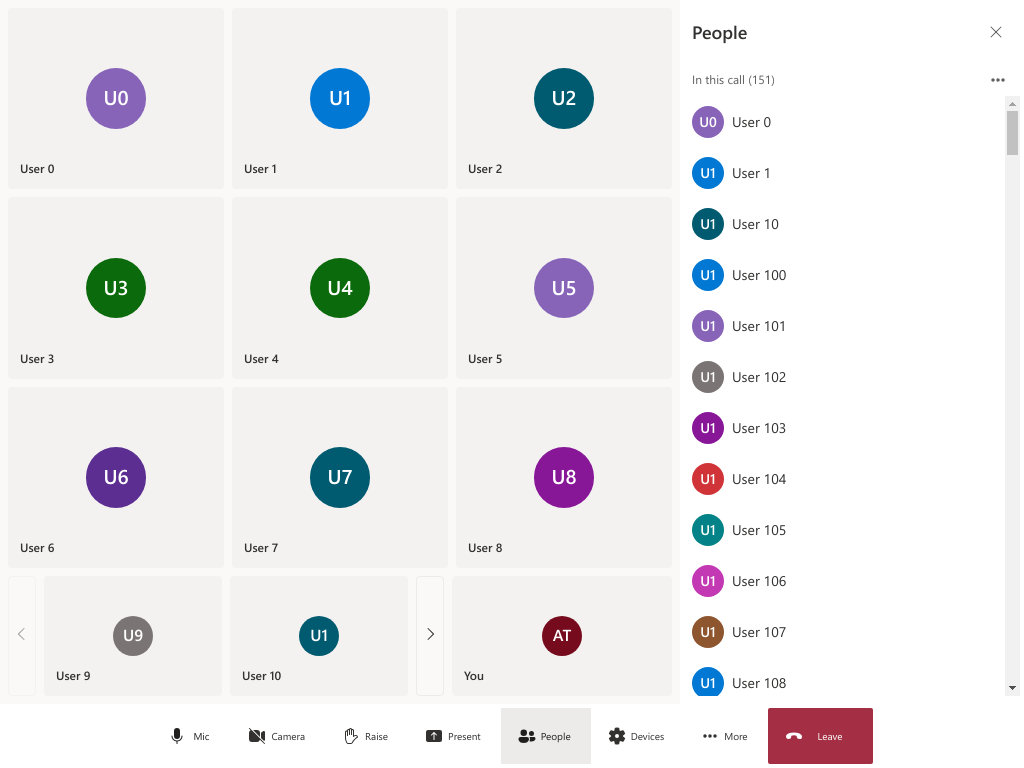 U0
User 0
U1
User 1
U2
User 2
U3
User 3
U4
User 4
U5
User 5
U6
User 6
U7
User 7
U8
User 8
U9
User 9
U1
User 10
AT
You
People
In this call (151)
U0 User 0
U1 User 1
U1 User 10
U1 User 100
U1 User 101
U1 User 102
U1 User 103
U1 User 104
U1 User 105
U1 User 106
U1 User 107
U1 User 108
Mic Camera Raise Present People Devices More Leave